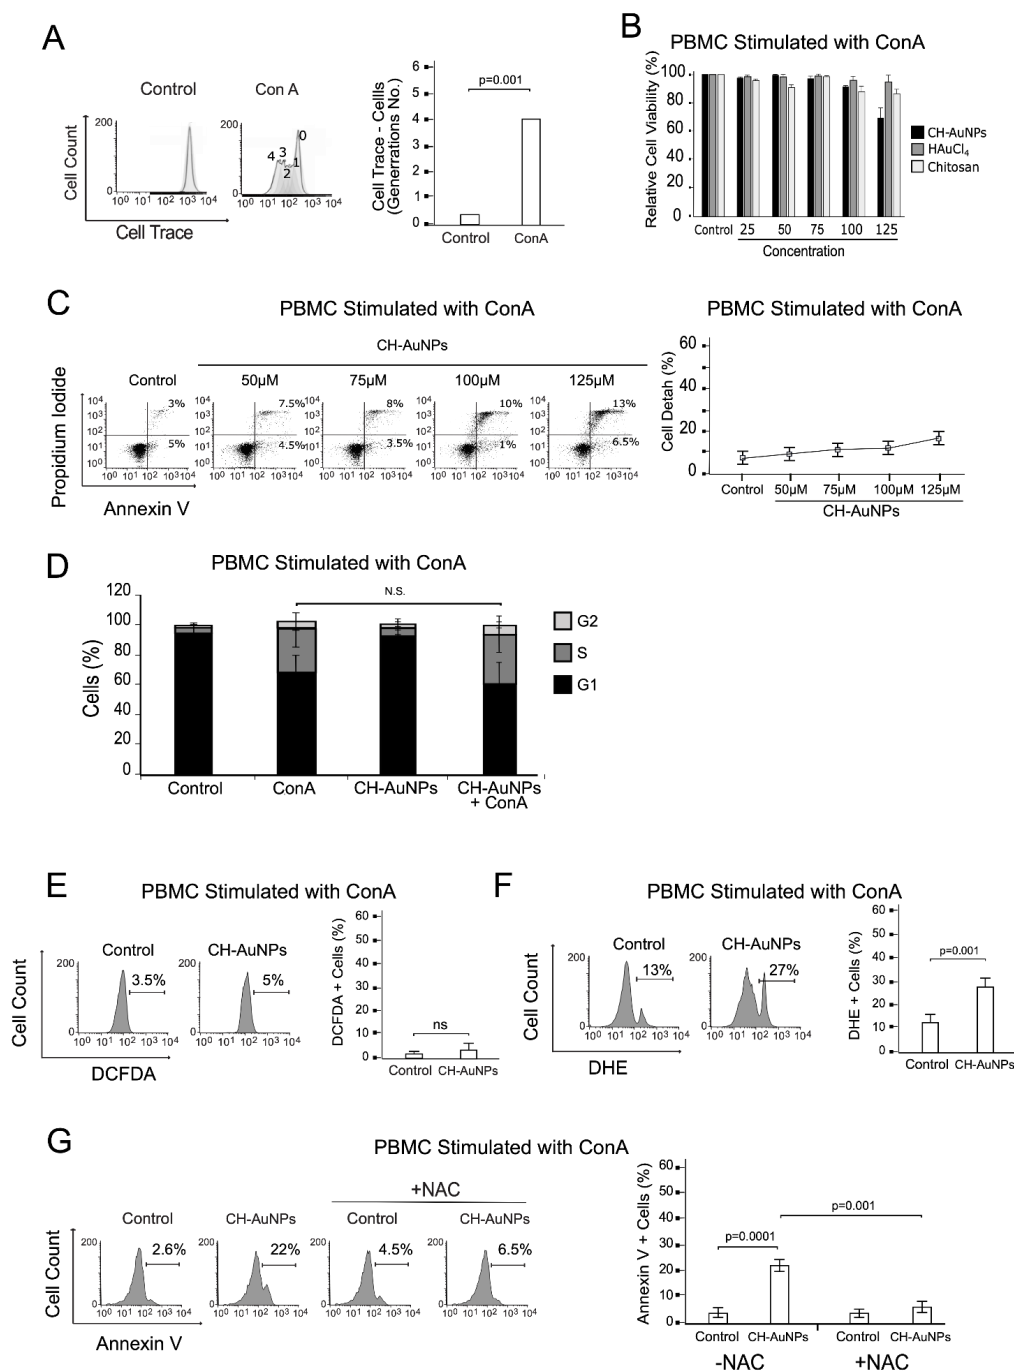 A
Control
Con A
Cell Count
200
0
10⁰ 10¹ 10² 10³ 10⁴
200
0
4 3 2 1 0
10⁰ 10¹ 10² 10³ 10⁴
Cell Trace
Cell Trace - Cellls
(Generrations No.)
6
5
4
3
2
1
0
p=0.001
Control ConA
B
PBMC Stimulated with ConA
Relative Cell Viability (%)
100
80
60
100
0
Control 25 50 75 100 125
Concentration
CH-AuNPs
HAuCl₄
Chitosan
C
PBMC Stimulated with ConA
CH-AuNPs
Control 50µM 75µM 100µM 125µM
Propidium Iodide
10⁴
10³
10²
10¹
10⁰
3% 7.5% 8% 10% 13%
5% 4.5% 3.5% 1% 6.5%
10⁰ 10¹ 10² 10³ 10⁴
Annexin V
PBMC Stimulated with ConA
Cell Detah (%)
60
40
20
0
Control 50µM 75µM 100µM 125µM
CH-AuNPs
D
PBMC Stimulated with ConA
Cells (%)
120
100
80
60
40
20
0
N.S.
G2
S
G1
Control ConA CH-AuNPs CH-AuNPs
+ ConA
E
PBMC Stimulated with ConA
Control CH-AuNPs
Cell Count
200
0
3.5%
10⁰ 10¹ 10² 10³ 10⁴
200
0
5%
10⁰ 10¹ 10² 10³ 10⁴
DCFDA
DCFDA + Cells (%)
60
50
40
30
20
10
0
ns
Control CH-AuNPs
F
PBMC Stimulated with ConA
Control CH-AuNPs
Cell Count
200
0
13%
10⁰ 10¹ 10² 10³ 10⁴
200
0
27%
10⁰ 10¹ 10² 10³ 10⁴
DHE
DHE + Cells (%)
60
50
40
30
20
10
0
p=0.001
Control CH-AuNPs
G
PBMC Stimulated with ConA
+NAC
Control CH-AuNPs Control CH-AuNPs
Cell Count
200
0
2.6%
10⁰ 10¹ 10² 10³ 10⁴
200
0
22%
10⁰ 10¹ 10² 10³ 10⁴
200
0
4.5%
10⁰ 10¹ 10² 10³ 10⁴
200
0
6.5%
10⁰ 10¹ 10² 10³ 10⁴
Annexin V
Annexin V + Cells (%)
60
50
40
30
20
10
0
p=0.0001
p=0.001
Control CH-AuNPs Control CH-AuNPs
-NAC +NAC